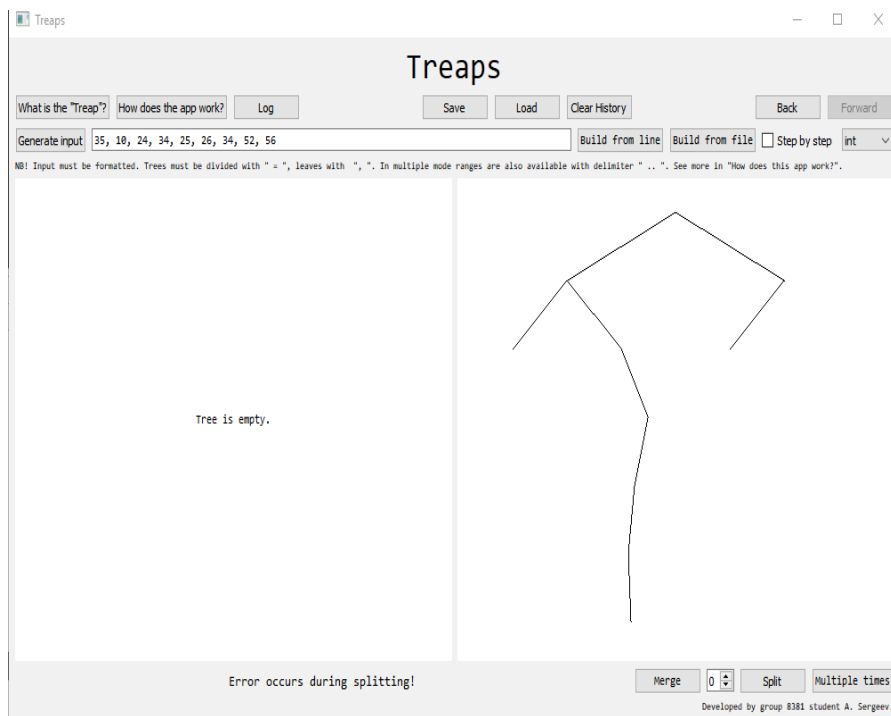 Treaps
Treaps
What is the "Treap"? How does the app work? Log Save Load Clear History Back Forward
Generate input 35, 10, 24, 34, 25, 26, 34, 52, 56 Build from line Build from file Step by step int
NB! Input must be formatted. Trees must be divided with " = ", leaves with ", ". In multiple mode ranges are also available with delimiter " .. ". See more in "How does this app work?".
Tree is empty.
Error occurs during splitting! Merge 0 Split Multiple times
Developed by group 8381 student A. Sergeev